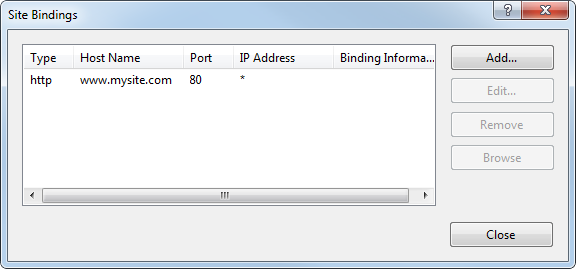 Site Bindings
Type Host Name Port IP Address Binding Informa...
http www.mysite.com 80 *
Add...
Edit...
Remove
Browse
Close